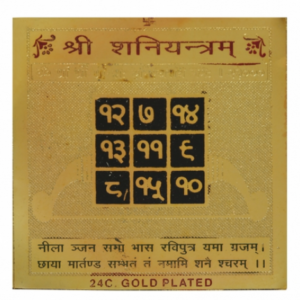 श्री शनियन्त्रम्
१२ ७ १४
१३ ११ ९
८ १५ १०
नीला ञ्जन समो भास रविपुत्र यमा ग्रजम्।
छाया मार्तण्ड सम्भतं तं नमामि शनै श्चरम् ।।
24C. GOLD PLATED